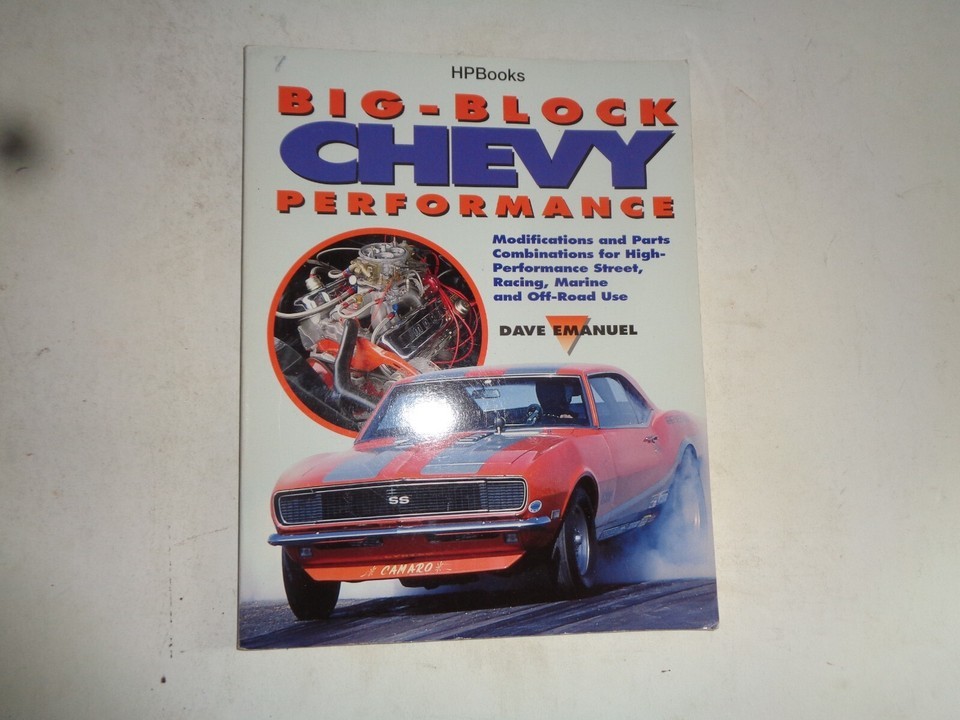 HPBooks
BIG-BLOCK
CHEVY
PERFORMANCE
Modifications and Parts
Combinations for High-
Performance Street,
Racing, Marine
and Off-Road Use
DAVE EMANUEL
SS
CAMARO